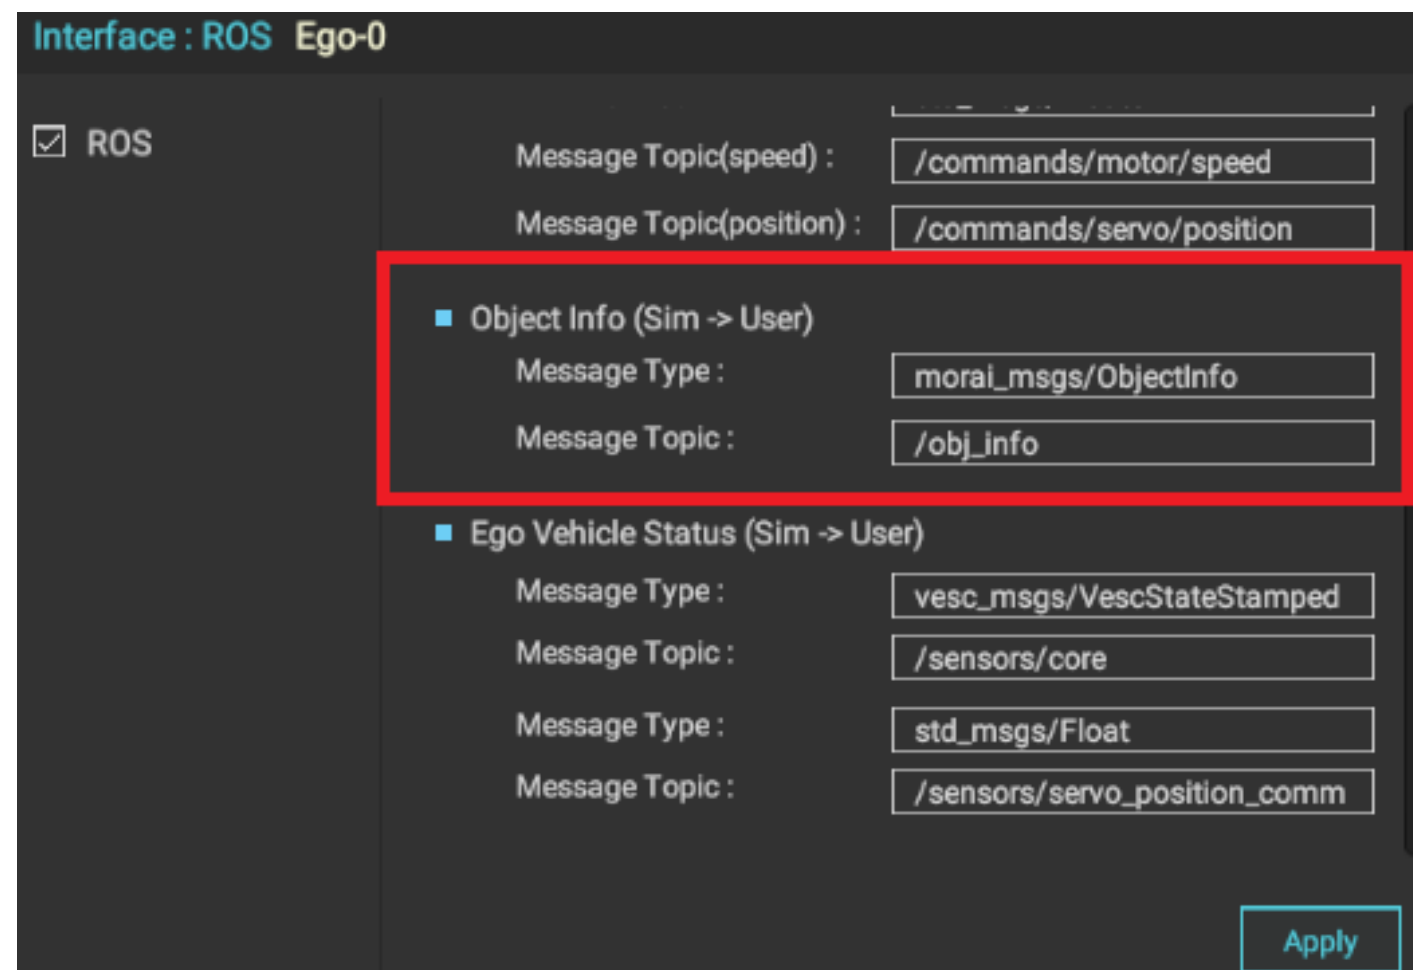 Interface : ROS Ego-0
ROS
Message Topic(speed) : /commands/motor/speed
Message Topic(position) : /commands/servo/position
Object Info (Sim -> User)
Message Type : morai_msgs/ObjectInfo
Message Topic : /obj_info
Ego Vehicle Status (Sim -> User)
Message Type : vesc_msgs/VescStateStamped
Message Topic : /sensors/core
Message Type : std_msgs/Float
Message Topic : /sensors/servo_position_comm
Apply